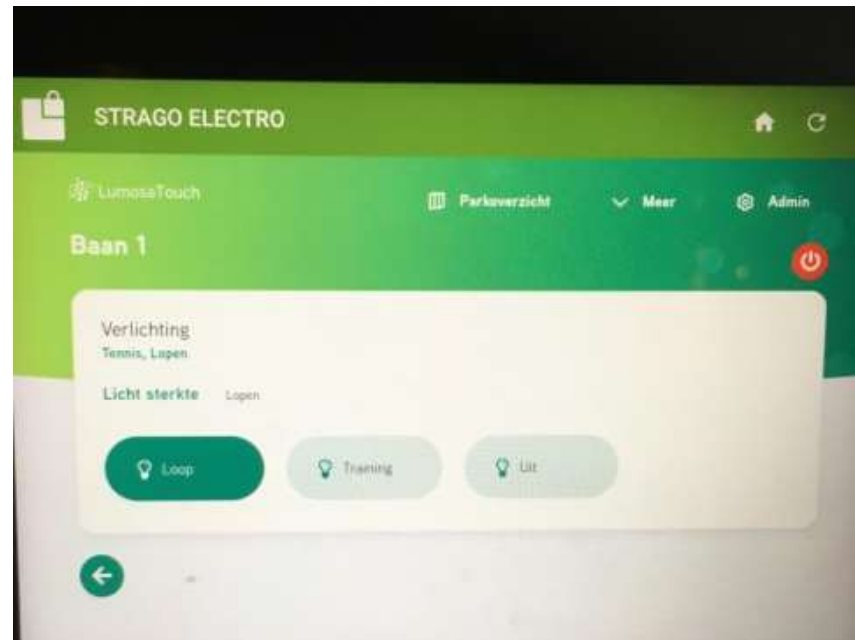 STRAGO ELECTRO
LumosaTouch
Parkoverzicht
Meer
Admin
Baan 1
Verlichting
Tennis, Lopen
Licht sterkte Lopen
Loop
Training
Uit